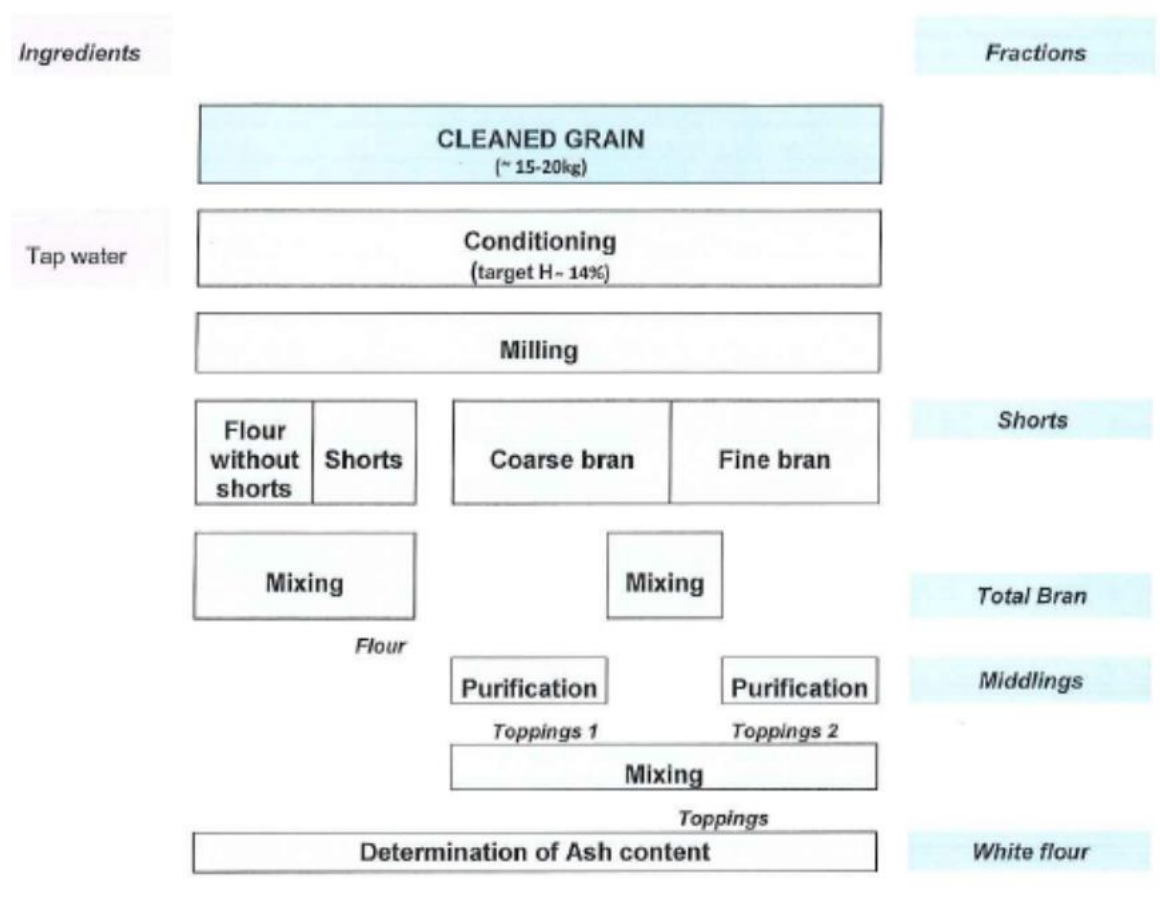 Ingredients
Fractions
CLEANED GRAIN
(~ 15-20kg)
Tap water
Conditioning
(target H~ 14%)
Milling
Flour
without
shorts
Shorts
Coarse bran
Fine bran
Shorts
Mixing
Mixing
Total Bran
Flour
Purification
Purification
Middlings
Toppings 1
Toppings 2
Mixing
Toppings
Determination of Ash content
White flour